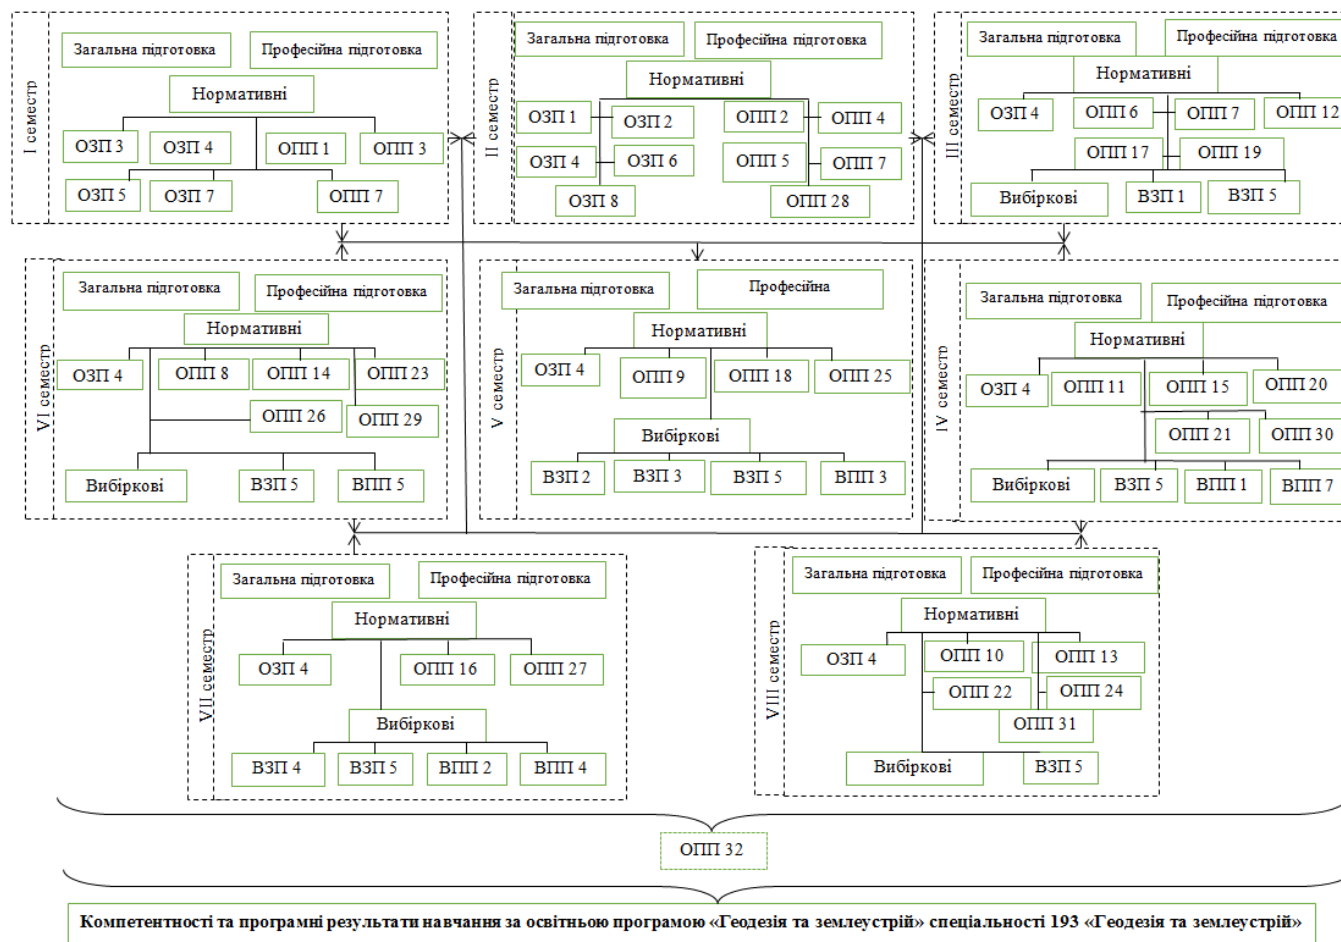 I семестр
Загальна підготовка
Професійна підготовка
Нормативні
ОЗП 3
ОЗП 4
ОПП 1
ОПП 3
ОЗП 5
ОЗП 7
ОПП 7
II семестр
Загальна підготовка
Професійна підготовка
Нормативні
ОЗП 1
ОЗП 2
ОПП 2
ОПП 4
ОЗП 4
ОЗП 6
ОПП 5
ОПП 7
ОЗП 8
ОПП 28
III семестр
Загальна підготовка
Професійна підготовка
Нормативні
ОЗП 4
ОПП 6
ОПП 7
ОПП 12
ОПП 17
ОПП 19
Вибіркові
ВЗП 1
ВЗП 5
VI семестр
Загальна підготовка
Професійна підготовка
Нормативні
ОЗП 4
ОПП 8
ОПП 14
ОПП 23
ОПП 26
ОПП 29
Вибіркові
ВЗП 5
ВПП 5
V семестр
Загальна підготовка
Професійна
Нормативні
ОЗП 4
ОПП 9
ОПП 18
ОПП 25
Вибіркові
ВЗП 2
ВЗП 3
ВЗП 5
ВПП 3
IV семестр
Загальна підготовка
Професійна підготовка
Нормативні
ОЗП 4
ОПП 11
ОПП 15
ОПП 20
ОПП 21
ОПП 30
Вибіркові
ВЗП 5
ВПП 1
ВПП 7
VII семестр
Загальна підготовка
Професійна підготовка
Нормативні
ОЗП 4
ОПП 16
ОПП 27
Вибіркові
ВЗП 4
ВЗП 5
ВПП 2
ВПП 4
VIII семестр
Загальна підготовка
Професійна підготовка
Нормативні
ОЗП 4
ОПП 10
ОПП 13
ОПП 22
ОПП 24
ОПП 31
Вибіркові
ВЗП 5
ОПП 32
Компетентності та програмні результати навчання за освітньою програмою «Геодезія та землеустрій» спеціальності 193 «Геодезія та землеустрій»